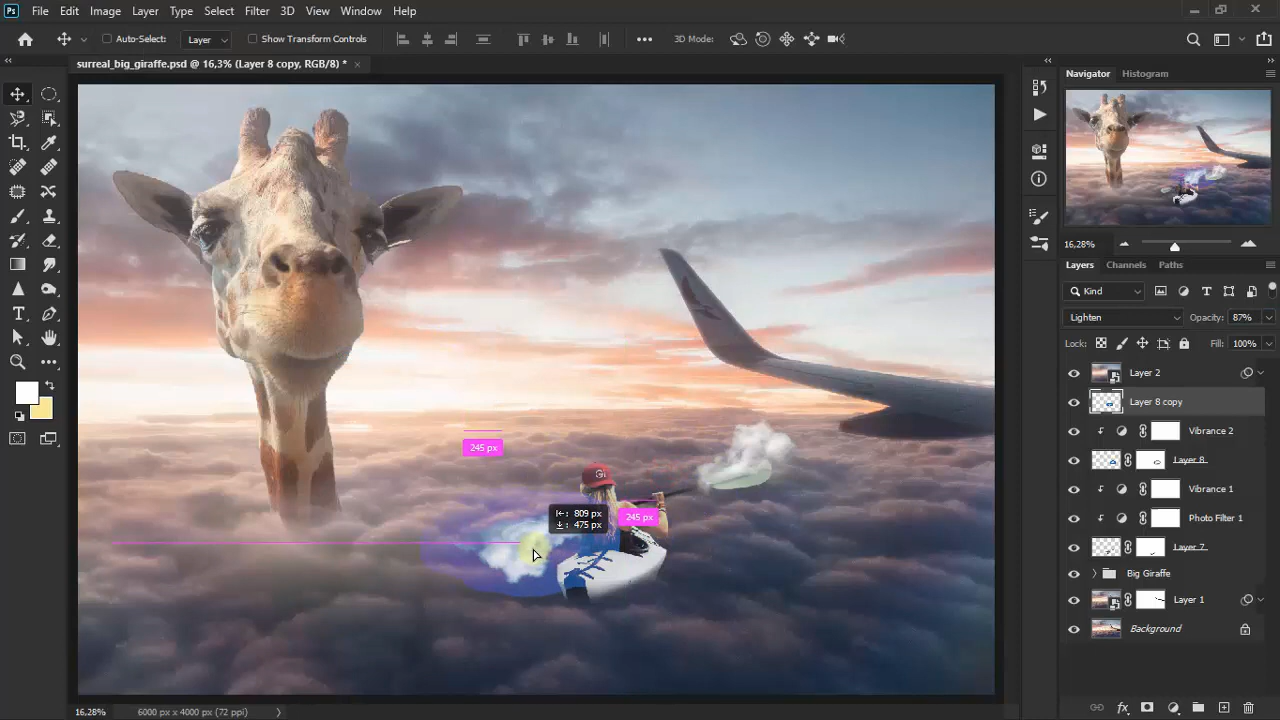 Ps File Edit Image Layer Type Select Filter 3D View Window Help
Auto-Select: Layer Show Transform Controls 3D Mode:
surreal_big_giraffe.psd @ 16,3% (Layer 8 copy, RGB/8) *
Navigator Histogram
16,28%
Layers Channels Paths
Kind
Lighten Opacity: 87%
Lock: Fill: 100%
Layer 2
Layer 8 copy
Vibrance 2
Layer 8
Vibrance 1
Photo Filter 1
Layer 7
Big Giraffe
Layer 1
Background
245 px
809 px
475 px
245 px
16,28% 6000 px x 4000 px (72 ppi)